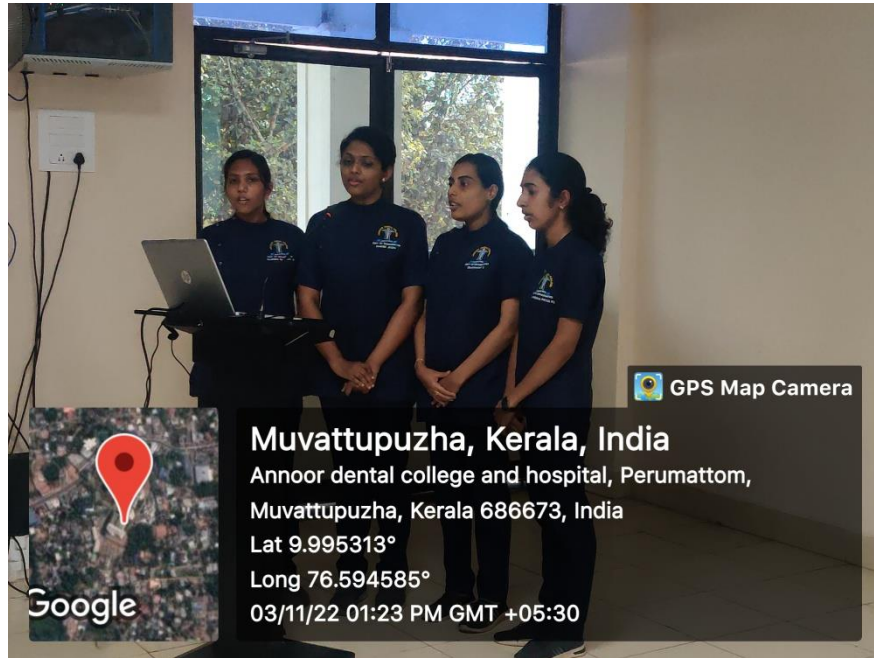 GPS Map Camera
Muvattupuzha, Kerala, India
Annoor dental college and hospital, Perumattom,
Muvattupuzha, Kerala 686673, India
Lat 9.995313°
Long 76.594585°
03/11/22 01:23 PM GMT +05:30
Google
hp